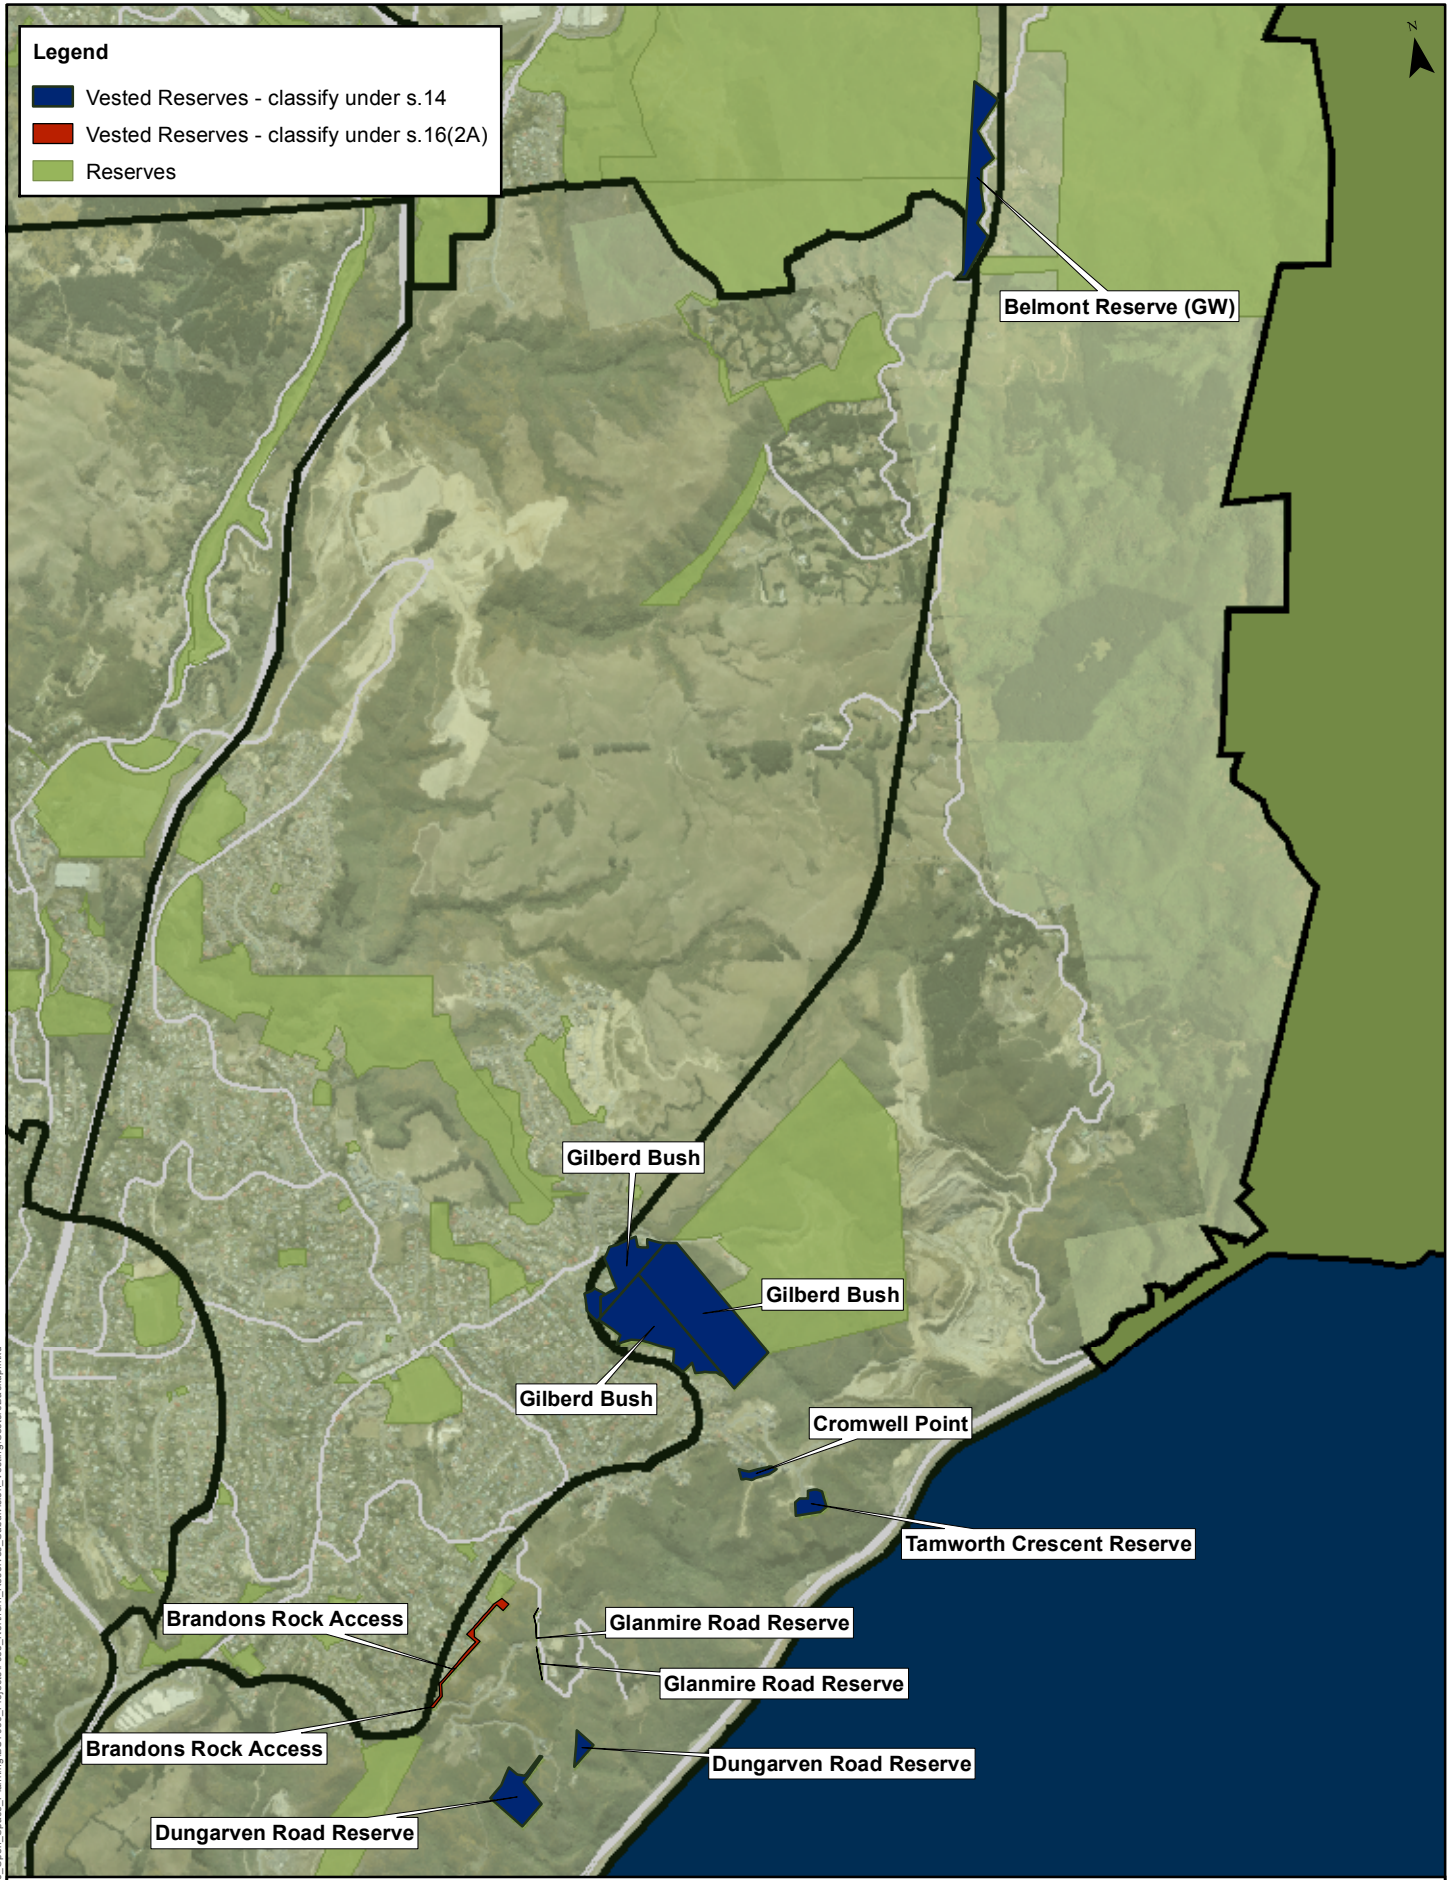 Legend
Vested Reserves - classify under s.14
Vested Reserves - classify under s.16(2A)
Reserves
N
Belmont Reserve (GW)
Gilberd Bush
Gilberd Bush
Gilberd Bush
Cromwell Point
Tamworth Crescent Reserve
Brandons Rock Access
Glanmire Road Reserve
Glanmire Road Reserve
Brandons Rock Access
Dungarven Road Reserve
Dungarven Road Reserve